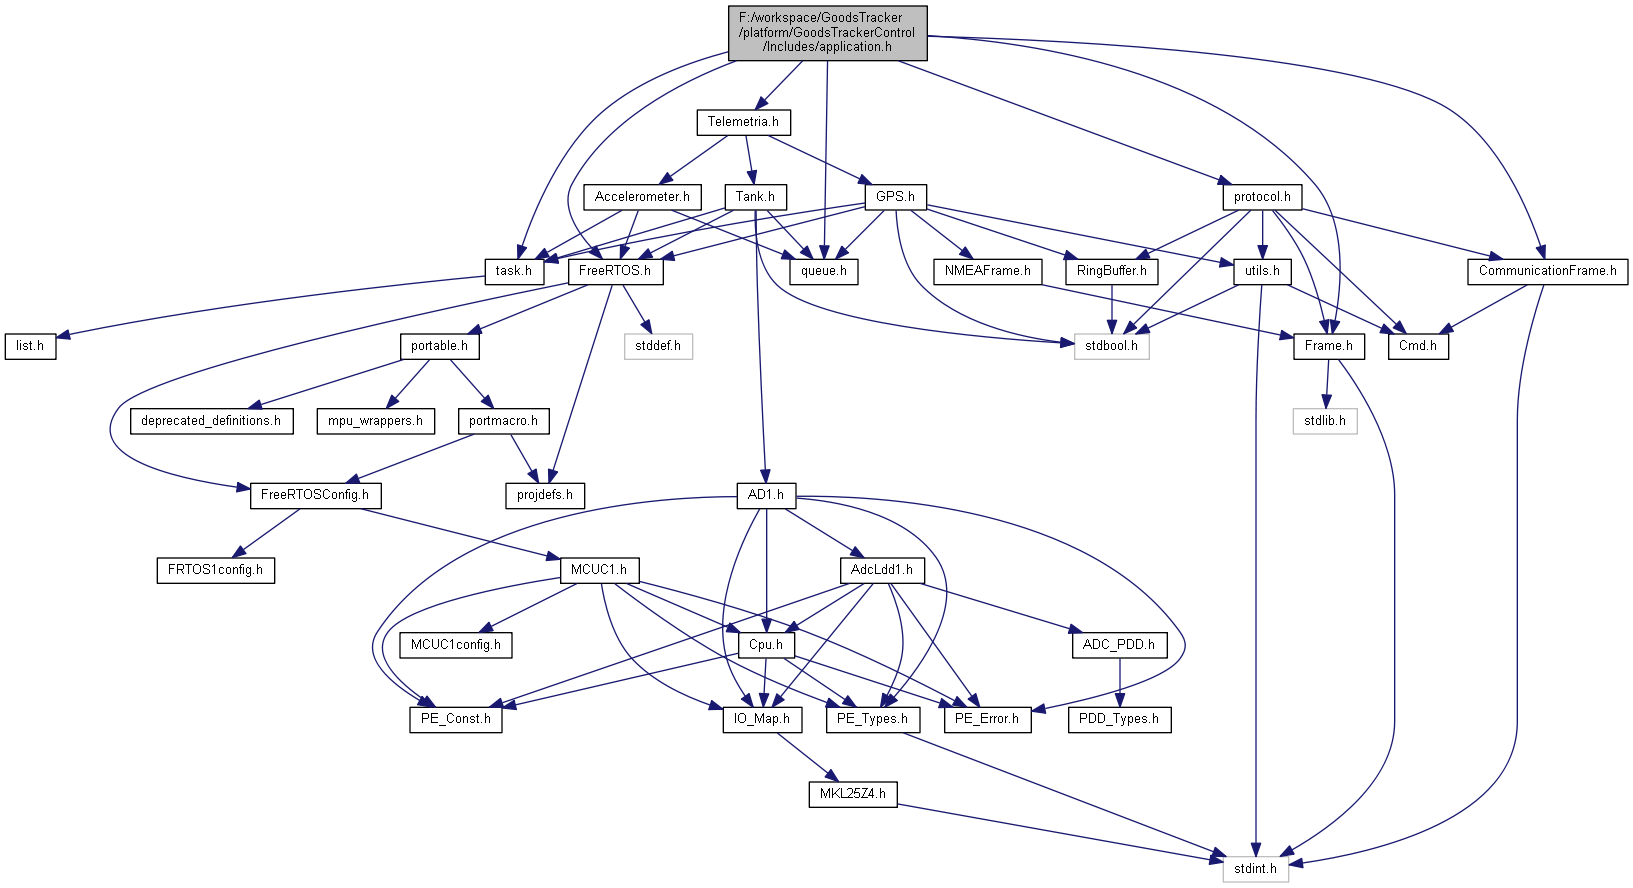 F:/workspace/GoodsTracker
/platform/GoodsTrackerControl
/Includes/application.h
Telemetria.h
Accelerometer.h
Tank.h
GPS.h
protocol.h
task.h
FreeRTOS.h
queue.h
NMEAFrame.h
RingBuffer.h
utils.h
CommunicationFrame.h
list.h
portable.h
stddef.h
stdbool.h
Frame.h
Cmd.h
deprecated_definitions.h
mpu_wrappers.h
portmacro.h
stdlib.h
FreeRTOSConfig.h
projdefs.h
AD1.h
FRTOS1config.h
MCUC1.h
AdcLdd1.h
MCUC1config.h
Cpu.h
ADC_PDD.h
PE_Const.h
IO_Map.h
PE_Types.h
PE_Error.h
PDD_Types.h
MKL25Z4.h
stdint.h